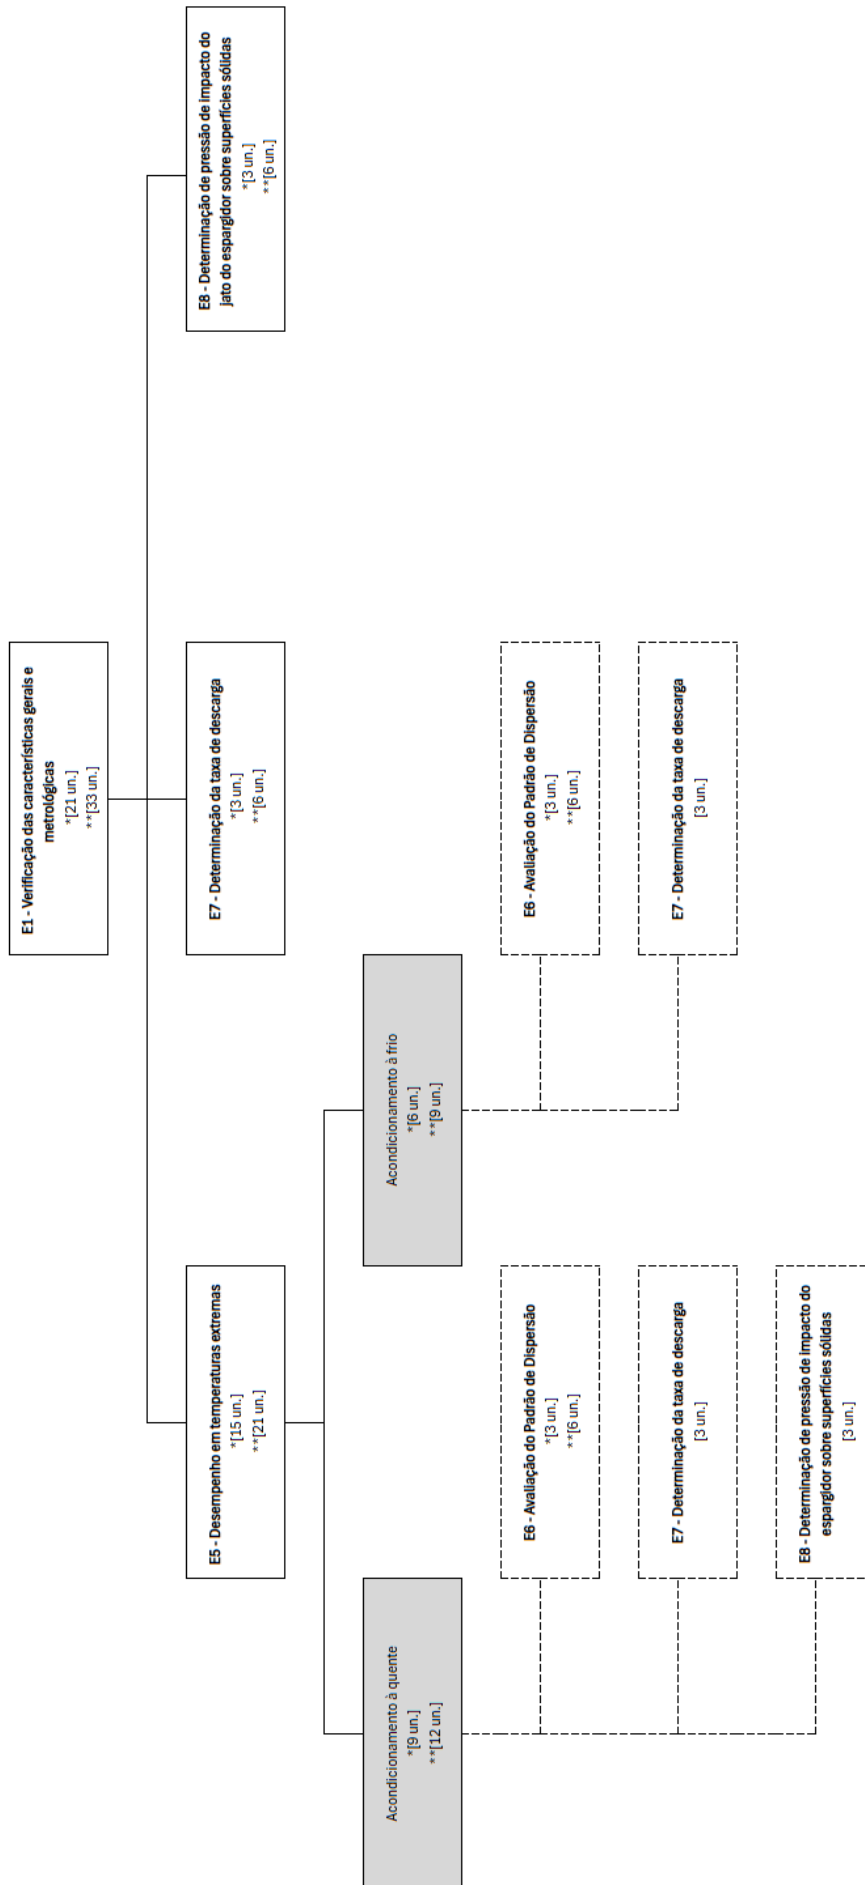 E1 - Verificação das características gerais e
metrológicas
*[21 un.]
**[33 un.]
E5 - Desempenho em temperaturas extremas
*[15 un.]
**[21 un.]
E7 - Determinação da taxa de descarga
*[3 un.]
**[6 un.]
E8 - Determinação de pressão de impacto do
jato do espargidor sobre superfícies sólidas
*[3 un.]
**[6 un.]
Acondicionamento à quente
*[9 un.]
**[12 un.]
Acondicionamento à frio
*[6 un.]
**[9 un.]
E6 - Avaliação do Padrão de Dispersão
*[3 un.]
**[6 un.]
E7 - Determinação da taxa de descarga
[3 un.]
E8 - Determinação de pressão de impacto do
espargidor sobre superfícies sólidas
[3 un.]
E6 - Avaliação do Padrão de Dispersão
*[3 un.]
**[6 un.]
E7 - Determinação da taxa de descarga
[3 un.]